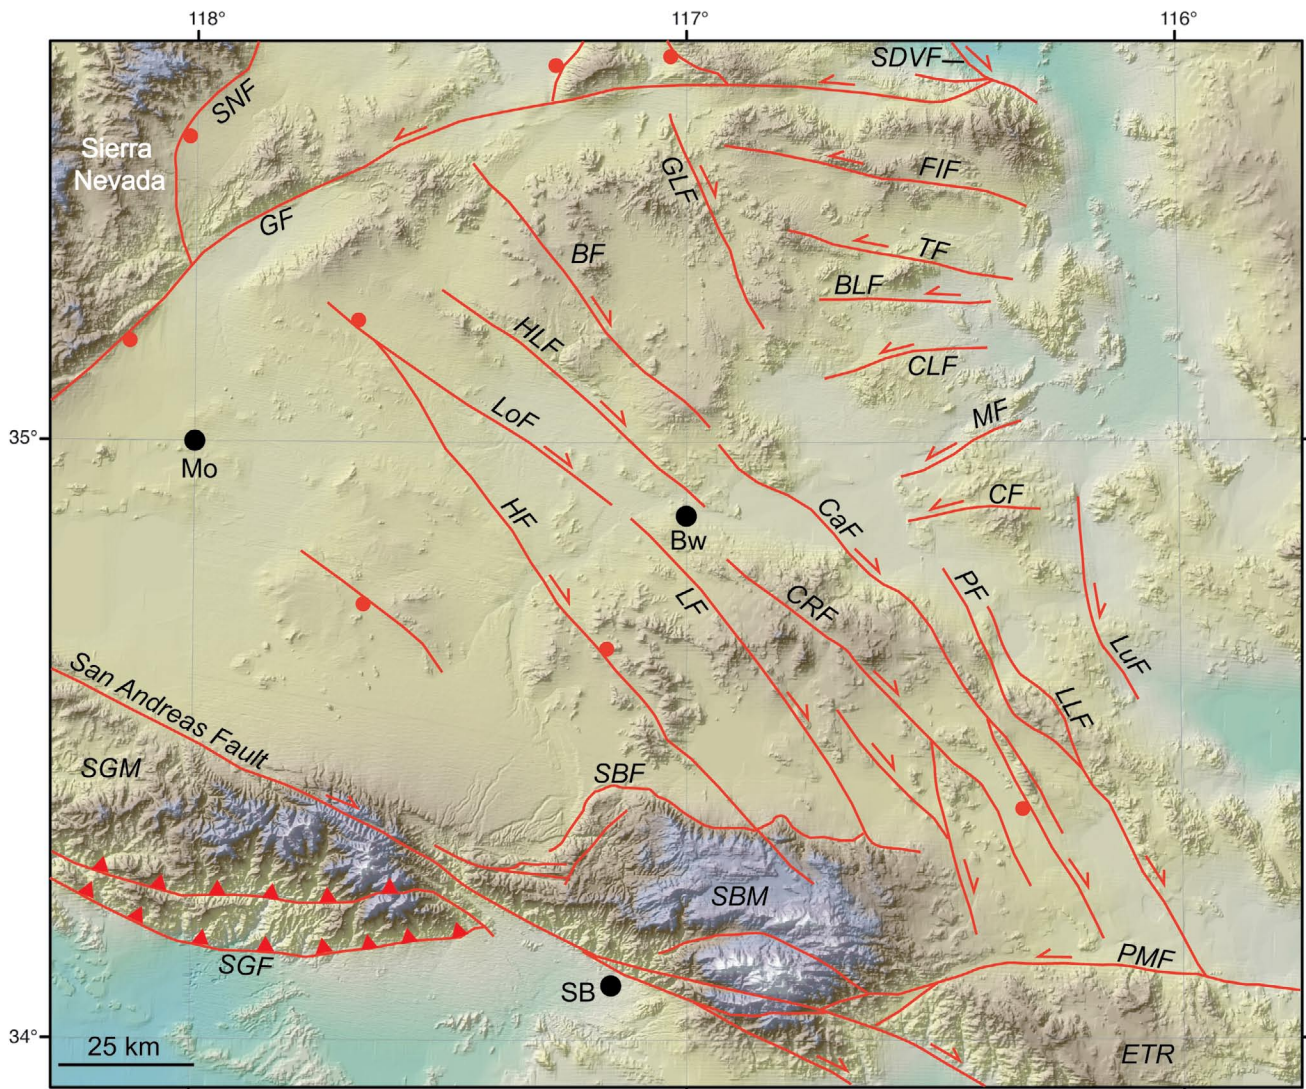 118°
117°
116°
SDVF
SNF
Sierra
Nevada
GLF
FIF
GF
BF
TF
BLF
HLF
CLF
LoF
MF
35°
Mo
CF
HF
CaF
Bw
PF
LF
CRF
LuF
San Andreas Fault
LLF
SGM
SBF
SBM
SGF
PMF
SB
34°
25 km
ETR